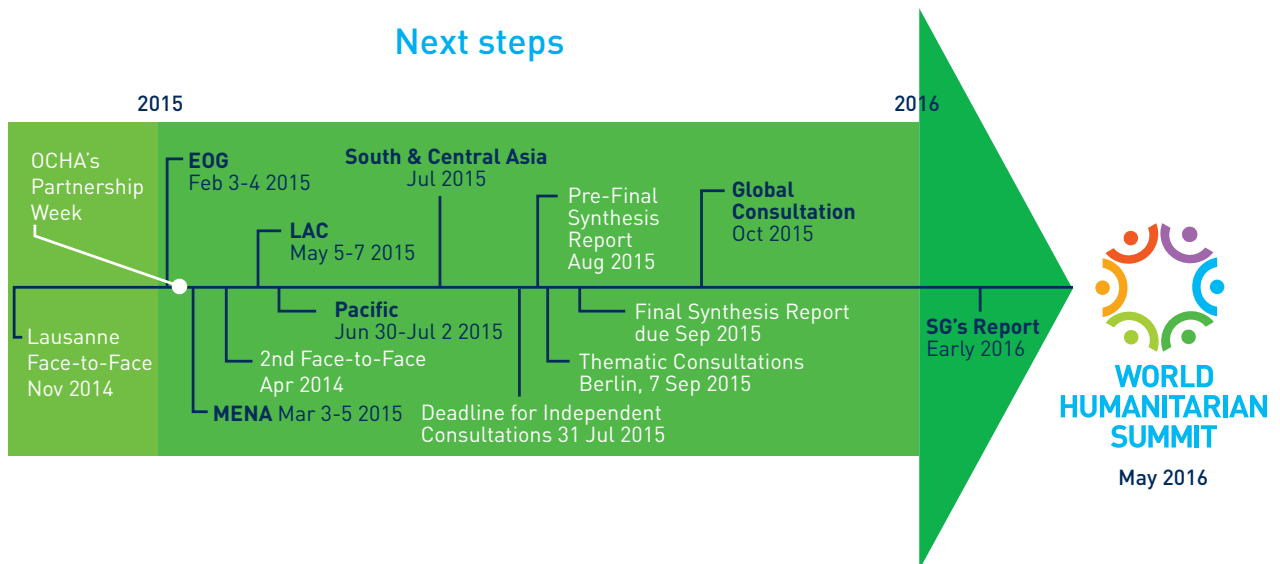 Next steps
2015
2016
OCHA's
Partnership
Week
EOG
Feb 3-4 2015
South & Central Asia
Jul 2015
LAC
May 5-7 2015
Pre-Final
Synthesis
Report
Aug 2015
Global
Consultation
Oct 2015
Lausanne
Face-to-Face
Nov 2014
Pacific
Jun 30-Jul 2 2015
2nd Face-to-Face
Apr 2014
MENA Mar 3-5 2015
Deadline for Independent
Consultations 31 Jul 2015
Final Synthesis Report
due Sep 2015
Thematic Consultations
Berlin, 7 Sep 2015
SG's Report
Early 2016
WORLD
HUMANITARIAN
SUMMIT
May 2016